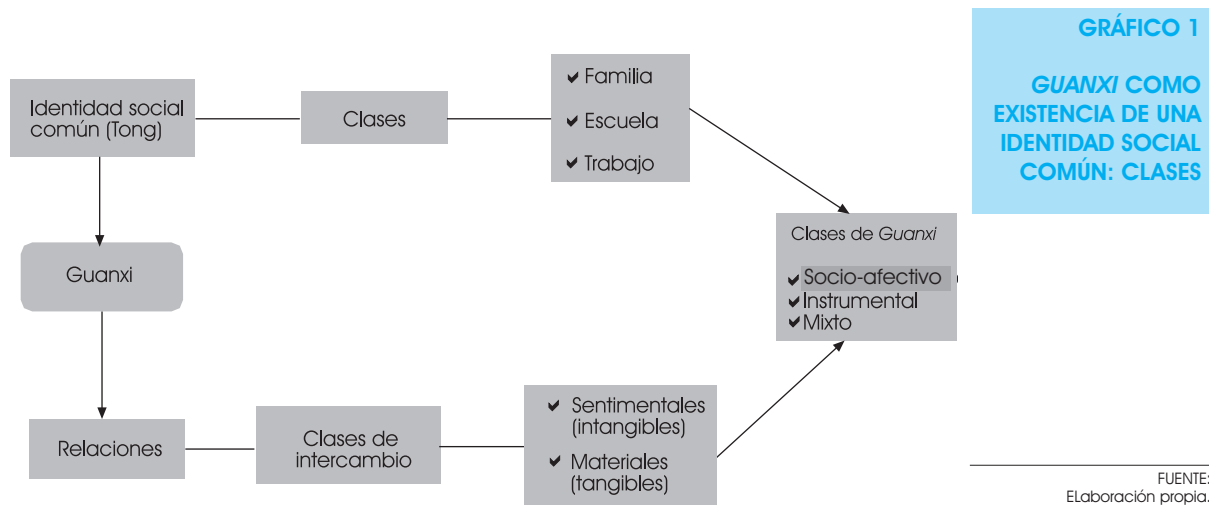 GRÁFICO 1
GUANXI COMO
EXISTENCIA DE UNA
IDENTIDAD SOCIAL
COMÚN: CLASES
Identidad social
común (Tong)
Clases
✔ Familia
✔ Escuela
✔ Trabajo
Guanxi
Clases de Guanxi
✔ Socio-afectivo
✔ Instrumental
✔ Mixto
Relaciones
Clases de
intercambio
✔ Sentimentales
(intangibles)
✔ Materiales
(tangibles)
FUENTE:
ELaboración propia.